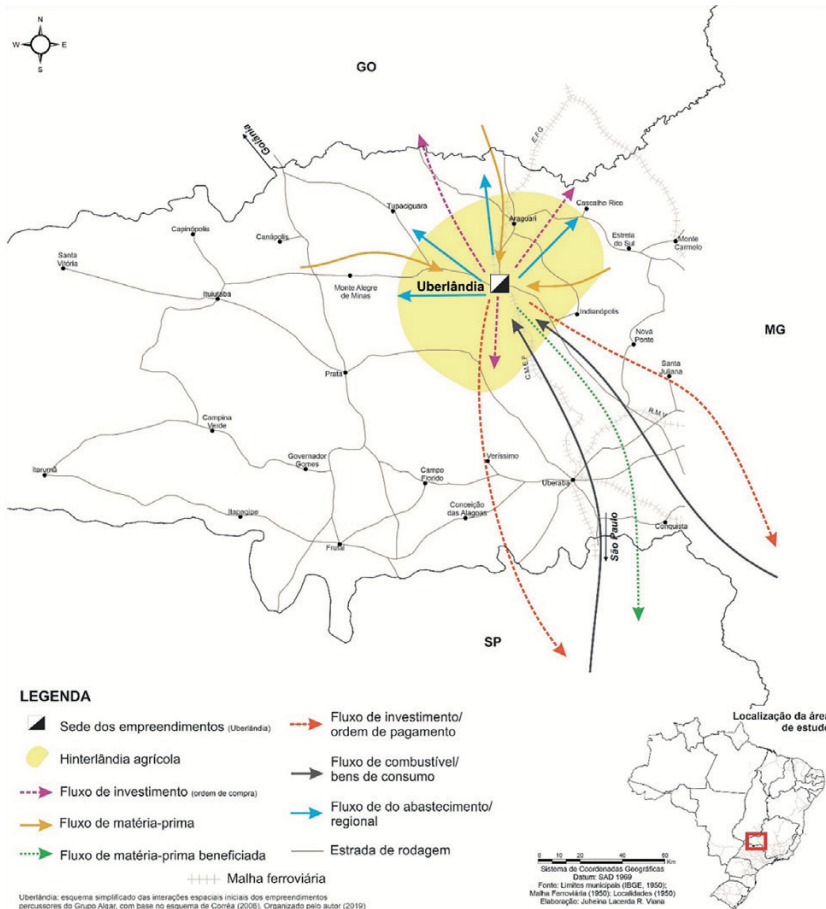 N
W E
S
GO
Goiânia
E.F.G
Tupaciguara
Cascalho Rico
Araguari
Capinópolis
Canápolis
Estrela
do Sul
Monte
Carmelo
Santa
Vitória
Monte Alegre
de Minas
Uberlândia
Ituiutaba
Indianópolis
MG
Nova
Ponte
Santa
Juliana
Prata
C.M.E.F
R.M.V
Campina
Verde
Governador
Gomes
Campo
Florido
Veríssimo
Uberaba
Iturama
Itapagipe
Conceição
das Alagoas
Conquista
Frutal
São Paulo
SP
LEGENDA
Sede dos empreendimentos (Uberlândia)
Hinterlândia agrícola
Fluxo de investimento (ordem de compra)
Fluxo de matéria-prima
Fluxo de matéria-prima beneficiada
Malha ferroviária
Fluxo de investimento/
ordem de pagamento
Fluxo de combustível/
bens de consumo
Fluxo de do abastecimento/
regional
Estrada de rodagem
Localização da área
de estudo
0 10 20 40 60
Km
Sistema de Coordenadas Geográficas
Datum: SAD 1969
Fonte: Limites municipais (IBGE, 1950);
Malha Ferroviária (1950); Localidades (1950)
Elaboração: Juheina Lacerda R. Viana
Uberlândia: esquema simplificado das interações espaciais iniciais dos empreendimentos
percussores do Grupo Algar, com base no esquema de Corrêa (2006). Organizado pelo autor (2019)